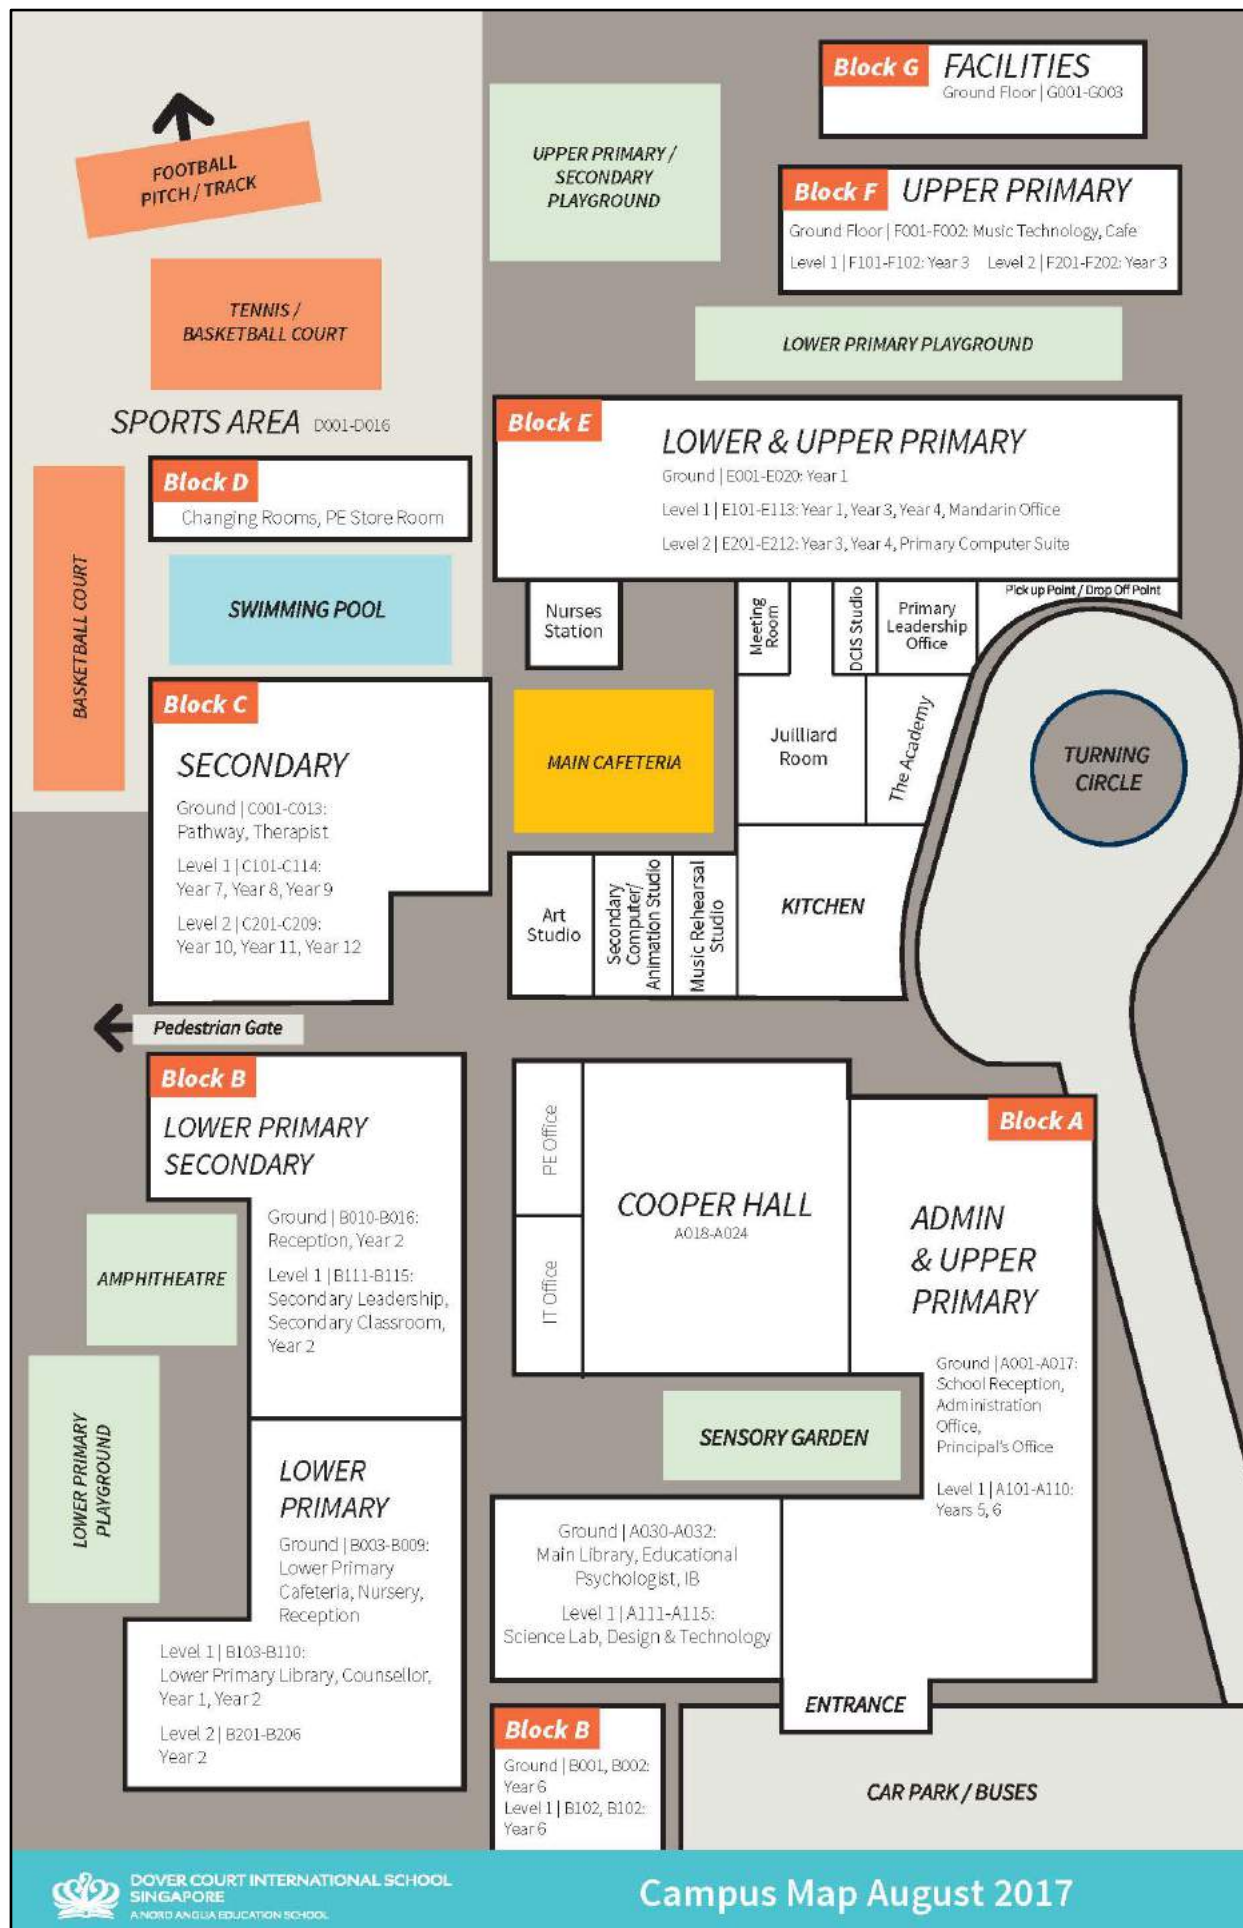 Block G FACILITIES
Ground Floor | G001-G003
FOOTBALL
PITCH / TRACK
UPPER PRIMARY /
SECONDARY
PLAYGROUND
Block F UPPER PRIMARY
Ground Floor | F001-F002: Music Technology, Cafe
Level 1 | F101-F102: Year 3 Level 2 | F201-F202: Year 3
TENNIS /
BASKETBALL COURT
LOWER PRIMARY PLAYGROUND
SPORTS AREA D001-D016
Block E
LOWER & UPPER PRIMARY
Ground | E001-E020: Year 1
Level 1 | E101-E113: Year 1, Year 3, Year 4, Mandarin Office
Level 2 | E201-E212: Year 3, Year 4, Primary Computer Suite
Block D
Changing Rooms, PE Store Room
BASKETBALL COURT
SWIMMING POOL
Nurses
Station
Meeting
Room
DCIS Studio
Primary
Leadership
Office
Pick up Point / Drop Off Point
Block C
SECONDARY
Ground | C001-C013:
Pathway, Therapist
Level 1 | C101-C114:
Year 7, Year 8, Year 9
Level 2 | C201-C209:
Year 10, Year 11, Year 12
MAIN CAFETERIA
Juilliard
Room
The Academy
TURNING
CIRCLE
Art
Studio
Secondary
Computer/
Animation Studio
Music Rehearsal
Studio
KITCHEN
Pedestrian Gate
Block B
LOWER PRIMARY
SECONDARY
Ground | B010-B016:
Reception, Year 2
Level 1 | B111-B115:
Secondary Leadership,
Secondary Classroom,
Year 2
AMPHITHEATRE
PE Office
IT Office
COOPER HALL
A018-A024
Block A
ADMIN
& UPPER
PRIMARY
Ground | A001-A017:
School Reception,
Administration
Office,
Principal's Office
Level 1 | A101-A110:
Years 5, 6
SENSORY GARDEN
LOWER PRIMARY
PLAYGROUND
LOWER
PRIMARY
Ground | B003-B009:
Lower Primary
Cafeteria, Nursery,
Reception
Level 1 | B103-B110:
Lower Primary Library, Counsellor,
Year 1, Year 2
Level 2 | B201-B206
Year 2
Ground | A030-A032:
Main Library, Educational
Psychologist, IB
Level 1 | A111-A115:
Science Lab, Design & Technology
ENTRANCE
Block B
Ground | B001, B002:
Year 6
Level 1 | B102, B102:
Year 6
CAR PARK / BUSES
DOVER COURT INTERNATIONAL SCHOOL
SINGAPORE
A NORD ANGLIA EDUCATION SCHOOL
Campus Map August 2017